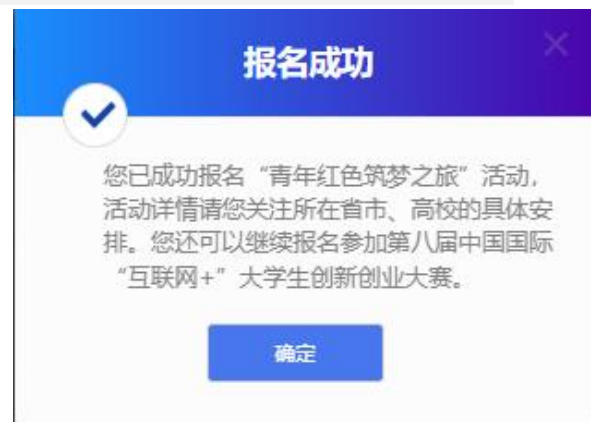 报名成功
您已成功报名“青年红色筑梦之旅”活动,
活动详情请您关注所在省市、高校的具体安
排。您还可以继续报名参加第八届中国国际
“互联网+”大学生创新创业大赛。
确定